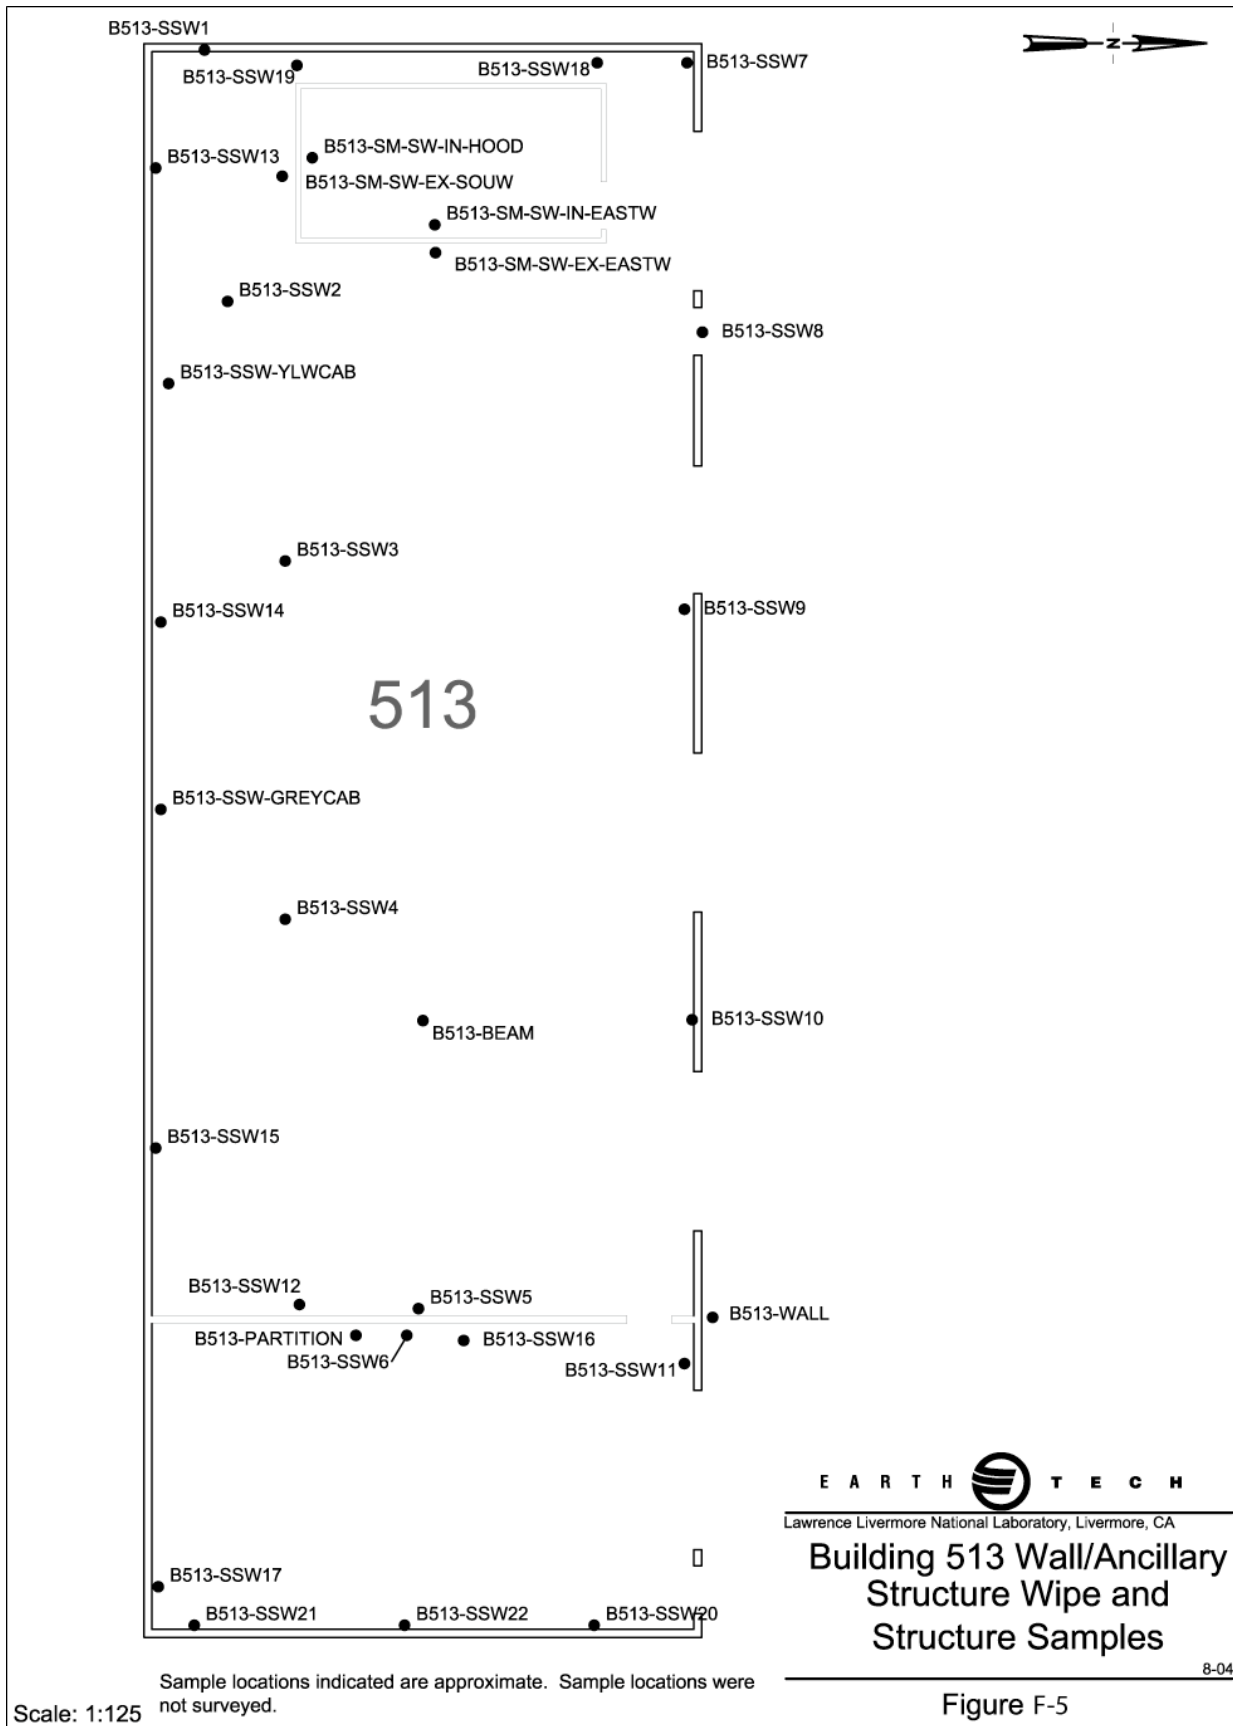 B513-SSW1
N
B513-SSW19
B513-SSW18
B513-SSW7
B513-SM-SW-IN-HOOD
B513-SSW13
B513-SM-SW-EX-SOUW
B513-SM-SW-IN-EASTW
B513-SM-SW-EX-EASTW
B513-SSW2
B513-SSW8
B513-SSW-YLWCAB
B513-SSW3
B513-SSW14
B513-SSW9
513
B513-SSW-GREYCAB
B513-SSW4
B513-BEAM
B513-SSW10
B513-SSW15
B513-SSW12
B513-SSW5
B513-WALL
B513-PARTITION
B513-SSW16
B513-SSW6
B513-SSW11
EARTH TECH
Lawrence Livermore National Laboratory, Livermore, CA
Building 513 Wall/Ancillary
Structure Wipe and
Structure Samples
B513-SSW17
B513-SSW21
B513-SSW22
B513-SSW20
8-04
Sample locations indicated are approximate. Sample locations were
not surveyed.
Scale: 1:125
Figure F-5